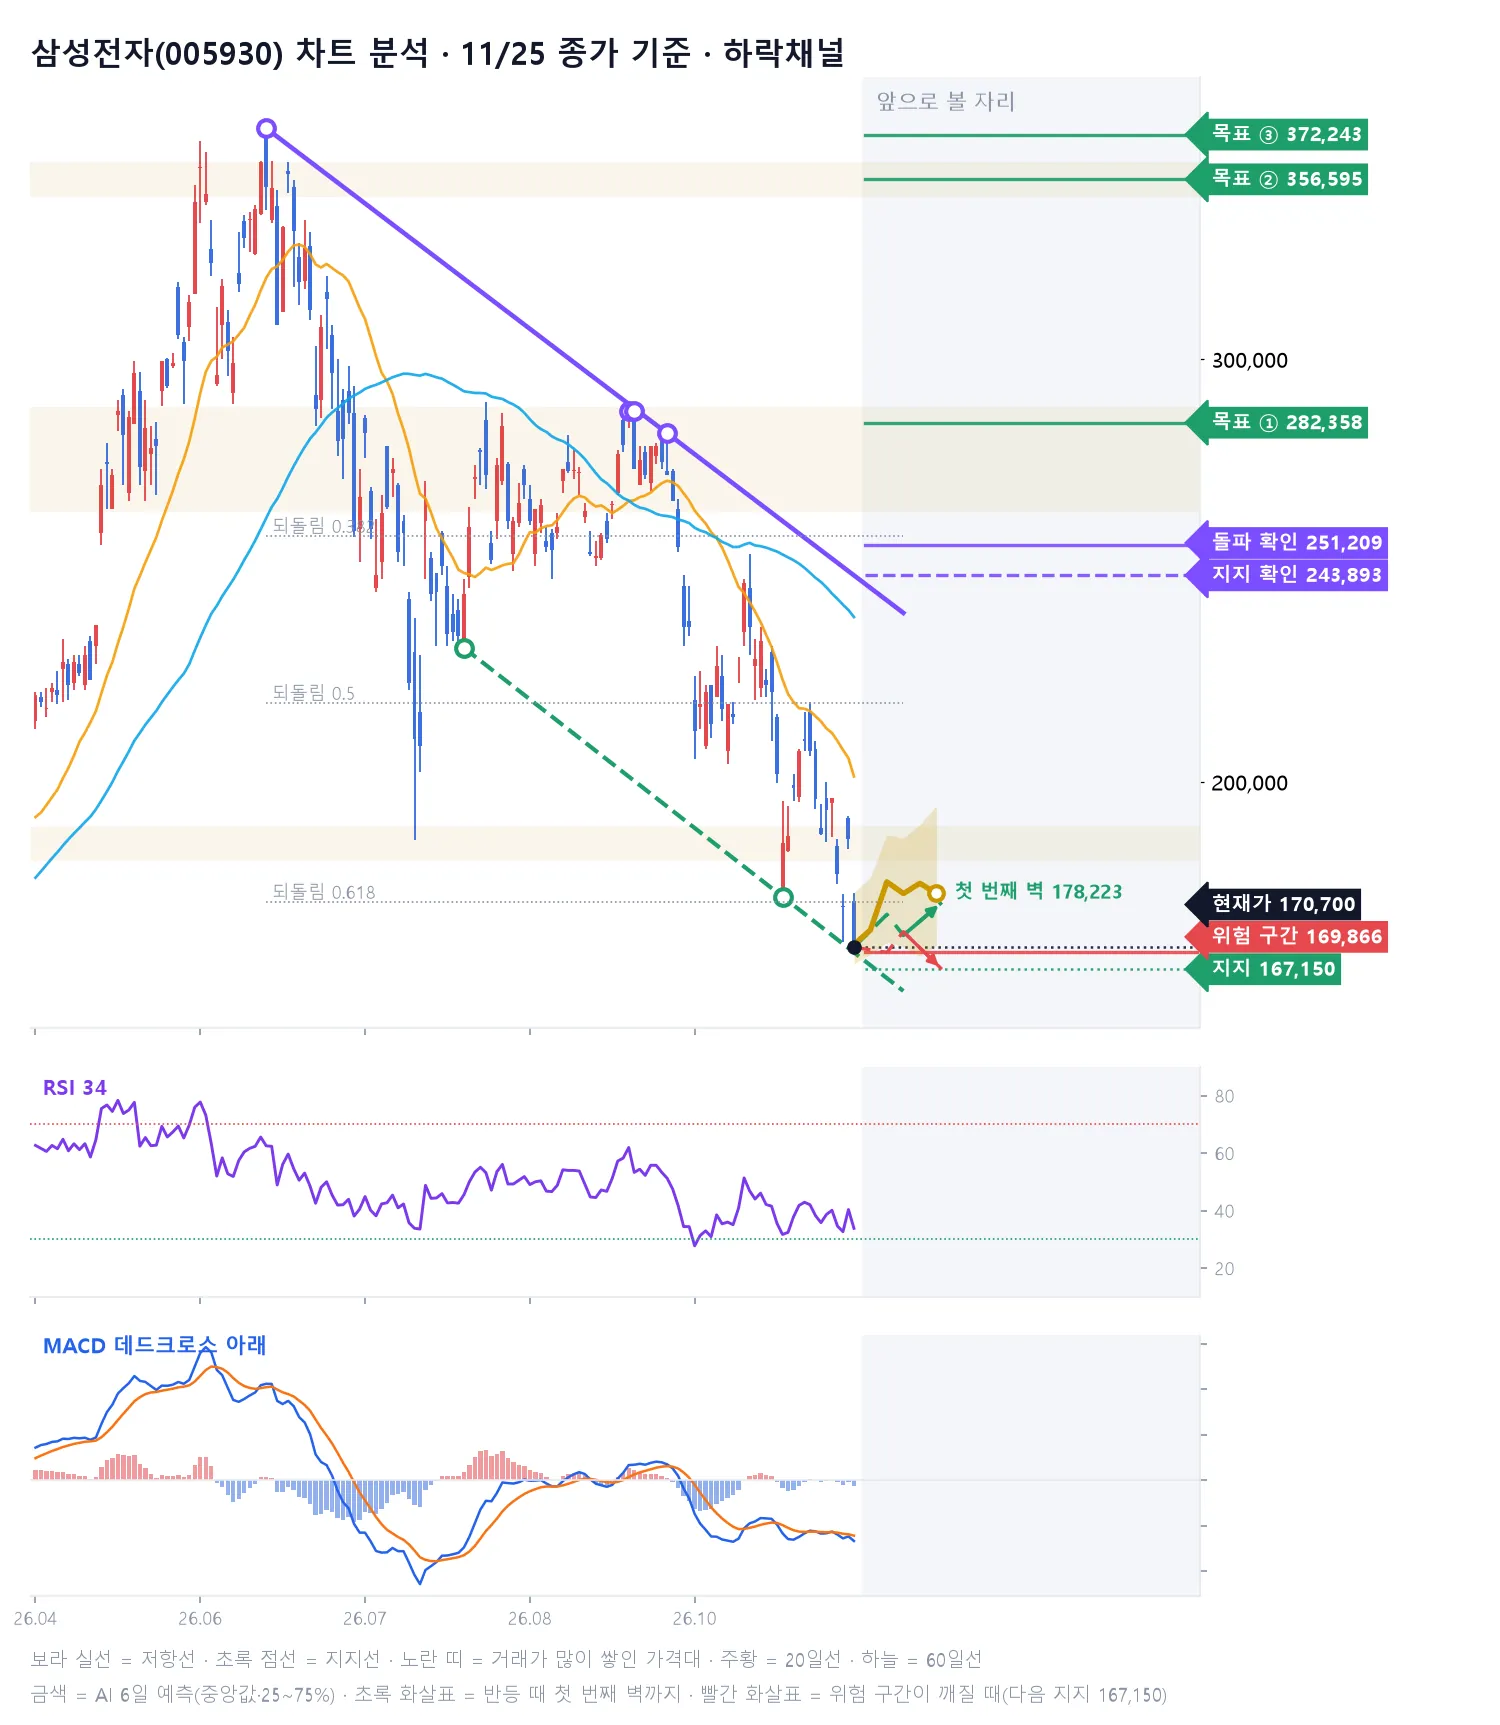 삼성전자(005930) 차트 분석 · 11/25 종가 기준 · 하락채널
앞으로 볼 자리
목표 ③ 372,243
목표 ② 356,595
300,000
목표 ① 282,358
되돌림 0.382
돌파 확인 251,209
지지 확인 243,893
되돌림 0.5
200,000
되돌림 0.618
첫 번째 벽 178,223
현재가 170,700
위험 구간 169,866
지지 167,150
RSI 34
80
60
40
20
MACD 데드크로스 아래
26.04 26.06 26.07 26.08 26.10
보라 실선 = 저항선 · 초록 점선 = 지지선 · 노란 띠 = 거래가 많이 쌓인 가격대 · 주황 = 20일선 · 하늘 = 60일선
금색 = AI 6일 예측(중앙값·25~75%) · 초록 화살표 = 반등 때 첫 번째 벽까지 · 빨간 화살표 = 위험 구간이 깨질 때(다음 지지 167,150)